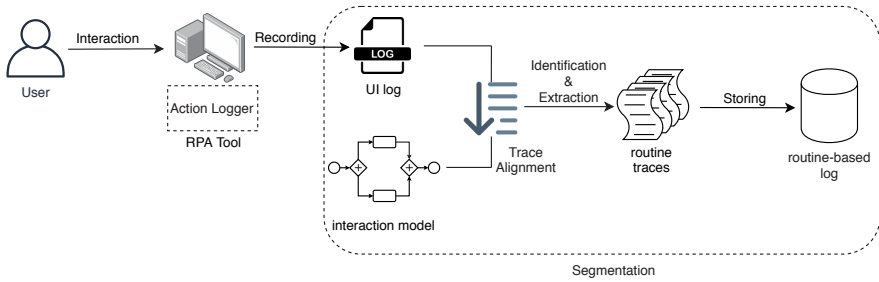 Interaction
User
Action Logger
RPA Tool
Recording
LOG
UI log
interaction model
Trace
Alignment
Identification
&
Extraction
routine
traces
Storing
routine-based
log
Segmentation